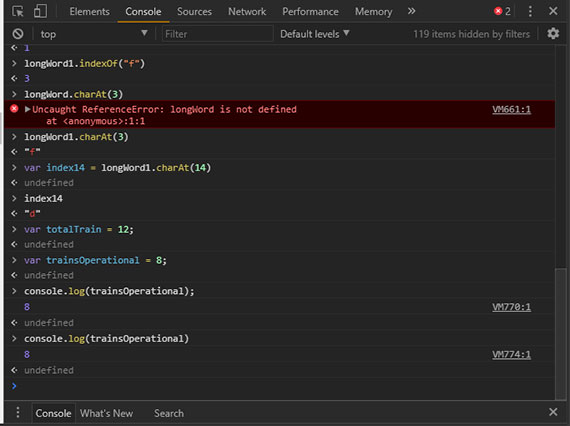 Elements Console Sources Network Performance Memory » 2
top ▼ Filter Default levels ▼ 119 items hidden by filters
1
longWord1.indexOf("f")
3
longWord.charAt(3)
Uncaught ReferenceError: longWord is not defined VM661:1
at <anonymous>:1:1
longWord1.charAt(3)
"f"
var index14 = longWord1.charAt(14)
undefined
index14
"d"
var totalTrain = 12;
undefined
var trainsOperational = 8;
undefined
console.log(trainsOperational);
8 VM770:1
undefined
console.log(trainsOperational)
8 VM774:1
undefined
Console What's New Search